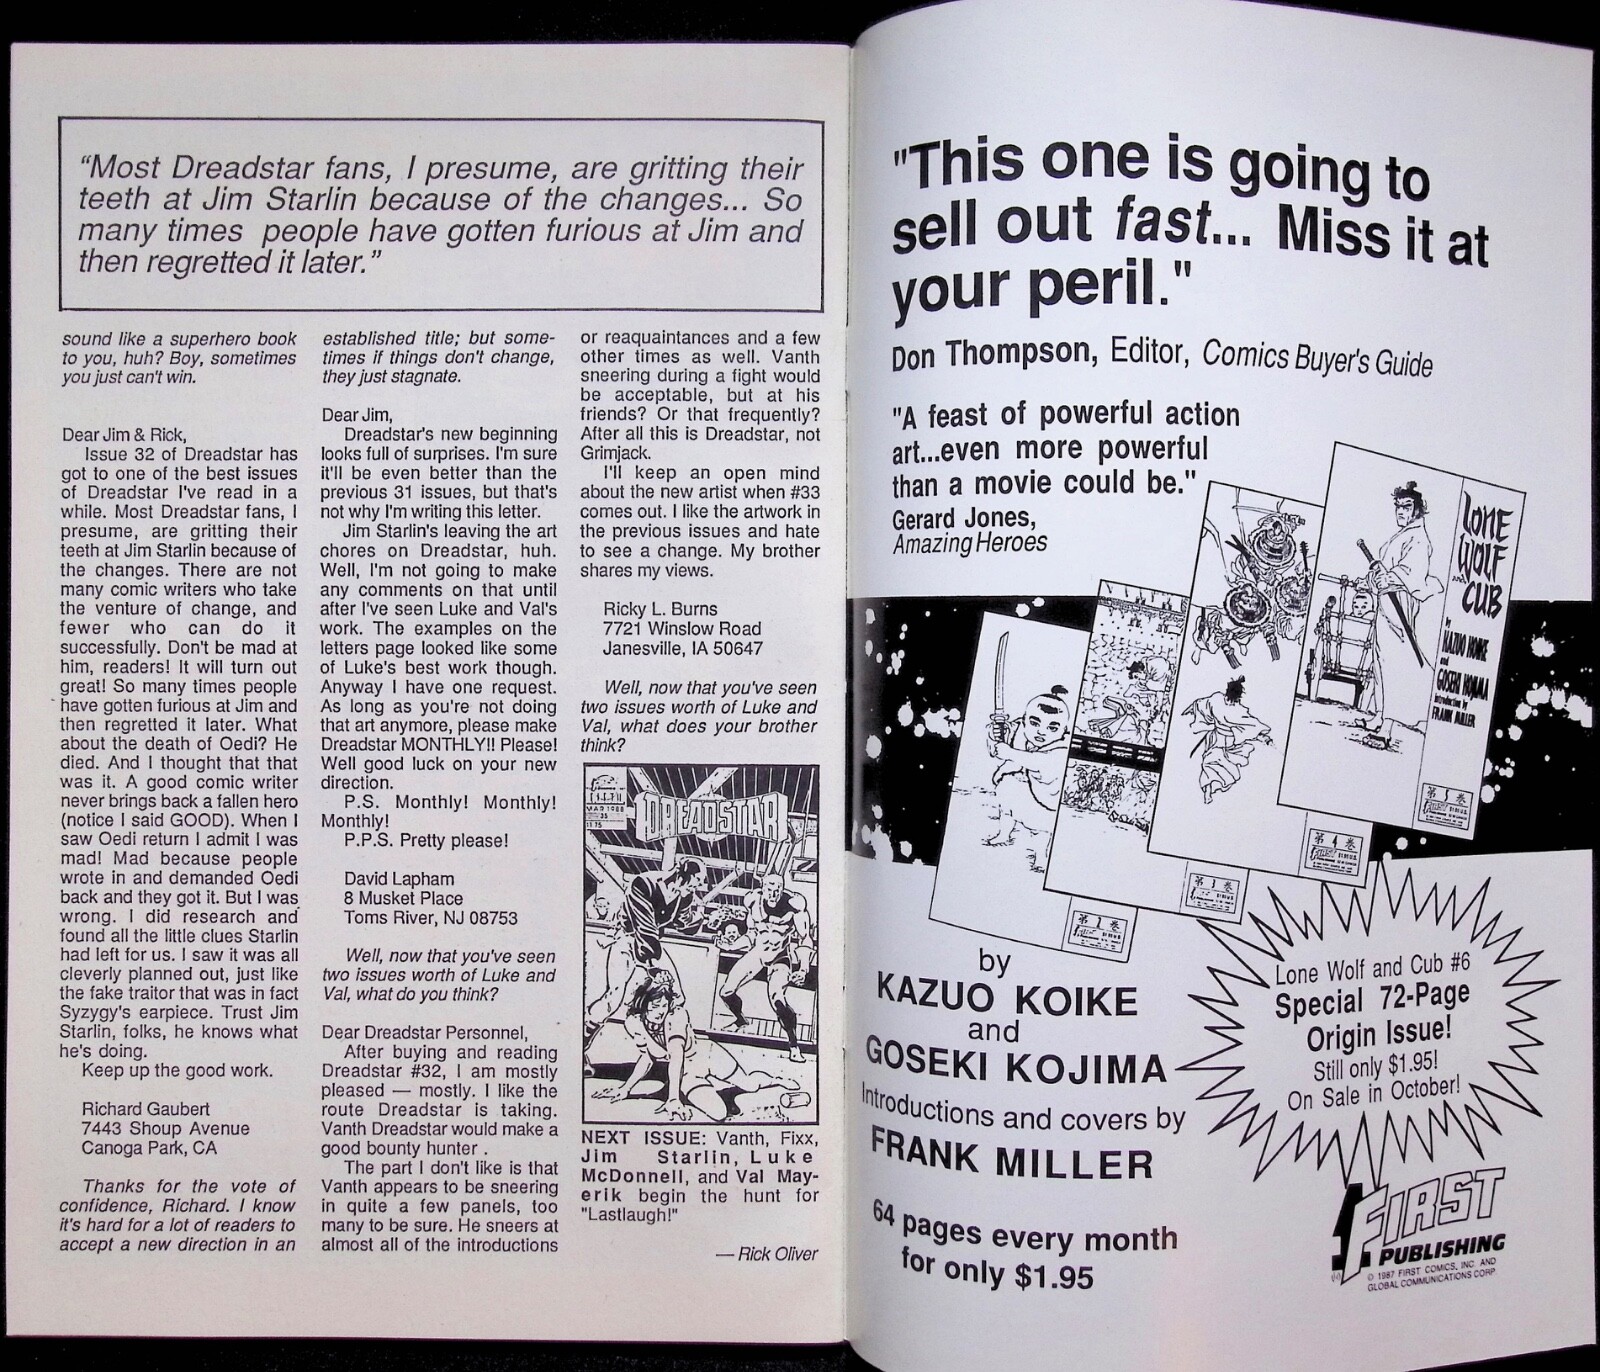 "Most Dreadstar fans, I presume, are gritting their
teeth at Jim Starlin because of the changes... So
many times people have gotten furious at Jim and
then regretted it later."
sound like a superhero book
to you, huh? Boy, sometimes
you just can't win.
Dear Jim & Rick,
Issue 32 of Dreadstar has
got to one of the best issues
of Dreadstar I've read in a
while. Most Dreadstar fans, I
presume, are gritting their
teeth at Jim Starlin because of
the changes. There are not
many comic writers who take
the venture of change, and
fewer who can do it
successfully. Don't be mad at
him, readers! It will turn out
great! So many times people
have gotten furious at Jim and
then regretted it later. What
about the death of Oedi? He
died. And I thought that that
was it. A good comic writer
never brings back a fallen hero
(notice I said GOOD). When I
saw Oedi return I admit I was
mad! Mad because people
wrote in and demanded Oedi
back and they got it. But I was
wrong. I did research and
found all the little clues Starlin
had left for us. I saw it was all
cleverly planned out, just like
the fake traitor that was in fact
Syzygy's earpiece. Trust Jim
Starlin, folks, he knows what
he's doing.
Keep up the good work.
Richard Gaubert
7443 Shoup Avenue
Canoga Park, CA
Thanks for the vote of
confidence, Richard. I know
it's hard for a lot of readers to
accept a new direction in an
established title; but some-
times if things don't change,
they just stagnate.
Dear Jim,
Dreadstar's new beginning
looks full of surprises. I'm sure
it'll be even better than the
previous 31 issues, but that's
not why I'm writing this letter.
Jim Starlin's leaving the art
chores on Dreadstar, huh.
Well, I'm not going to make
any comments on that until
after I've seen Luke and Val's
work. The examples on the
letters page looked like some
of Luke's best work though.
Anyway I have one request.
As long as you're not doing
that art anymore, please make
Dreadstar MONTHLY!! Please!
Well good luck on your new
direction.
P.S. Monthly! Monthly!
Monthly!
P.P.S. Pretty please!
David Lapham
8 Musket Place
Toms River, NJ 08753
Well, now that you've seen
two issues worth of Luke and
Val, what do you think?
Dear Dreadstar Personnel,
After buying and reading
Dreadstar #32, I am mostly
pleased — mostly. I like the
route Dreadstar is taking.
Vanth Dreadstar would make a
good bounty hunter .
The part I don't like is that
Vanth appears to be sneering
in quite a few panels, too
many to be sure. He sneers at
almost all of the introductions
or reaquaintances and a few
other times as well. Vanth
sneering during a fight would
be acceptable, but at his
friends? Or that frequently?
After all this is Dreadstar, not
Grimjack.
I'll keep an open mind
about the new artist when #33
comes out. I like the artwork in
the previous issues and hate
to see a change. My brother
shares my views.
Ricky L. Burns
7721 Winslow Road
Janesville, IA 50647
Well, now that you've seen
two issues worth of Luke and
Val, what does your brother
think?
FIRST
MAR 1988
35
DREADSTAR
NEXT ISSUE: Vanth, Fixx,
Jim Starlin, Luke
McDonnell, and Val May-
erik begin the hunt for
"Lastlaugh!"
— Rick Oliver
"This one is going to
sell out fast... Miss it at
your peril."
Don Thompson, Editor, Comics Buyer's Guide
"A feast of powerful action
art...even more powerful
than a movie could be."
Gerard Jones,
Amazing Heroes
LONE
WOLF
AND
CUB
by
KAZUO KOIKE
and
GOSEKI KOJIMA
Introduction by
FRANK MILLER
第 5 巻
第 4 巻
第 3 巻
第 2 巻
by
KAZUO KOIKE
and
GOSEKI KOJIMA
Introductions and covers by
FRANK MILLER
64 pages every month
for only $1.95
Lone Wolf and Cub #6
Special 72-Page
Origin Issue!
Still only $1.95!
On Sale in October!
FIRST
PUBLISHING
© 1987 FIRST COMICS, INC. AND
GLOBAL COMMUNICATIONS CORP.